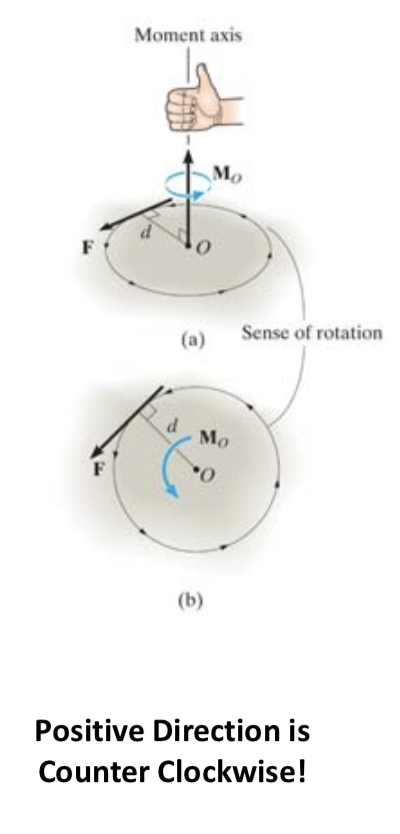 Moment axis
M_O
d
F
O
(a)
Sense of rotation
d
M_O
F
O
(b)
Positive Direction is
Counter Clockwise!